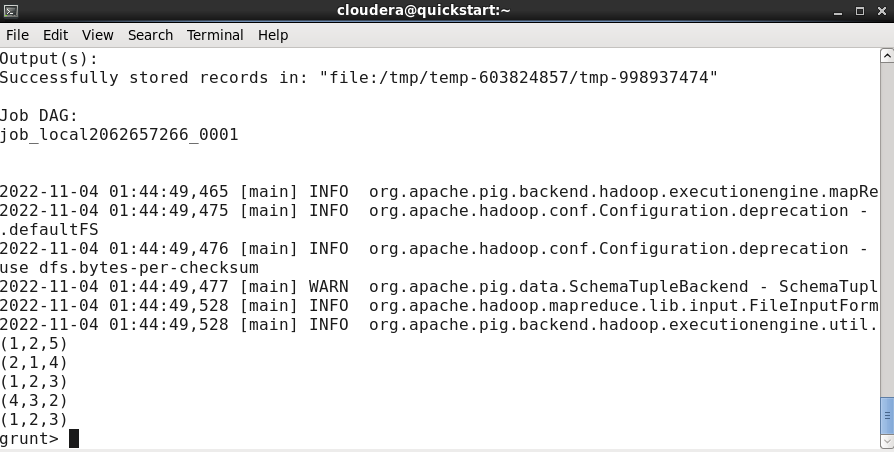 cloudera@quickstart:~
File Edit View Search Terminal Help
Output(s):
Successfully stored records in: "file:/tmp/temp-603824857/tmp-998937474"
Job DAG:
job_local2062657266_0001
2022-11-04 01:44:49,465 [main] INFO  org.apache.pig.backend.hadoop.executionengine.mapRe
2022-11-04 01:44:49,475 [main] INFO  org.apache.hadoop.conf.Configuration.deprecation -
.defaultFS
2022-11-04 01:44:49,476 [main] INFO  org.apache.hadoop.conf.Configuration.deprecation -
use dfs.bytes-per-checksum
2022-11-04 01:44:49,477 [main] WARN  org.apache.pig.data.SchemaTupleBackend - SchemaTupl
2022-11-04 01:44:49,528 [main] INFO  org.apache.hadoop.mapreduce.lib.input.FileInputForm
2022-11-04 01:44:49,528 [main] INFO  org.apache.pig.backend.hadoop.executionengine.util.
(1,2,5)
(2,1,4)
(1,2,3)
(4,3,2)
(1,2,3)
grunt>